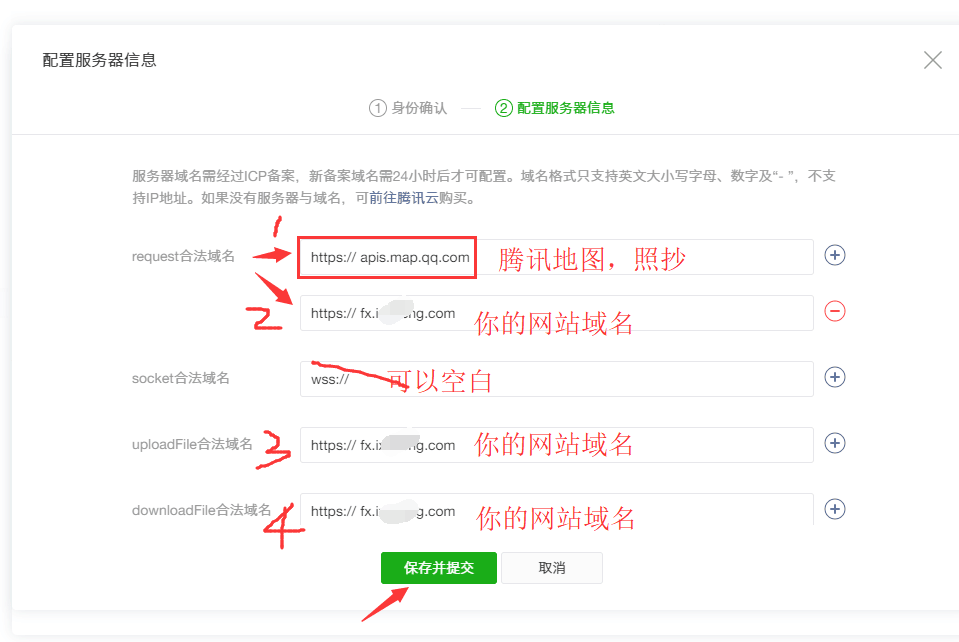 配置服务器信息
1 身份确认 2 配置服务器信息
服务器域名需经过ICP备案，新备案域名需24小时后才可配置。域名格式只支持英文大小写字母、数字及“- ”，不支
持IP地址。如果没有服务器与域名，可前往腾讯云购买。
1
request合法域名 https:// apis.map.qq.com 腾讯地图，照抄
2 https:// fx.i ng.com 你的网站域名
socket合法域名 wss:// 可以空白
uploadFile合法域名 3 https:// fx.ix ng.com 你的网站域名
downloadFile合法域名 4 https:// fx.i g.com 你的网站域名
保存并提交 取消